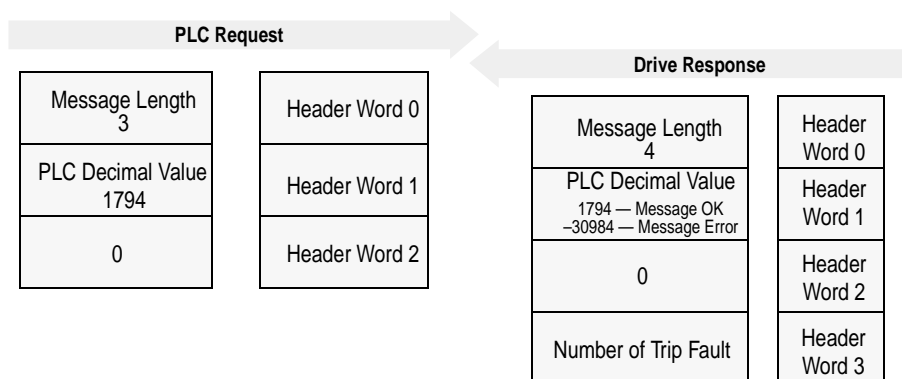 PLC Request
Message Length
3
Header Word 0
PLC Decimal Value
1794
Header Word 1
0
Header Word 2
Drive Response
Message Length
4
Header
Word 0
PLC Decimal Value
1794 — Message OK
–30984 — Message Error
Header
Word 1
0
Header
Word 2
Number of Trip Fault
Header
Word 3